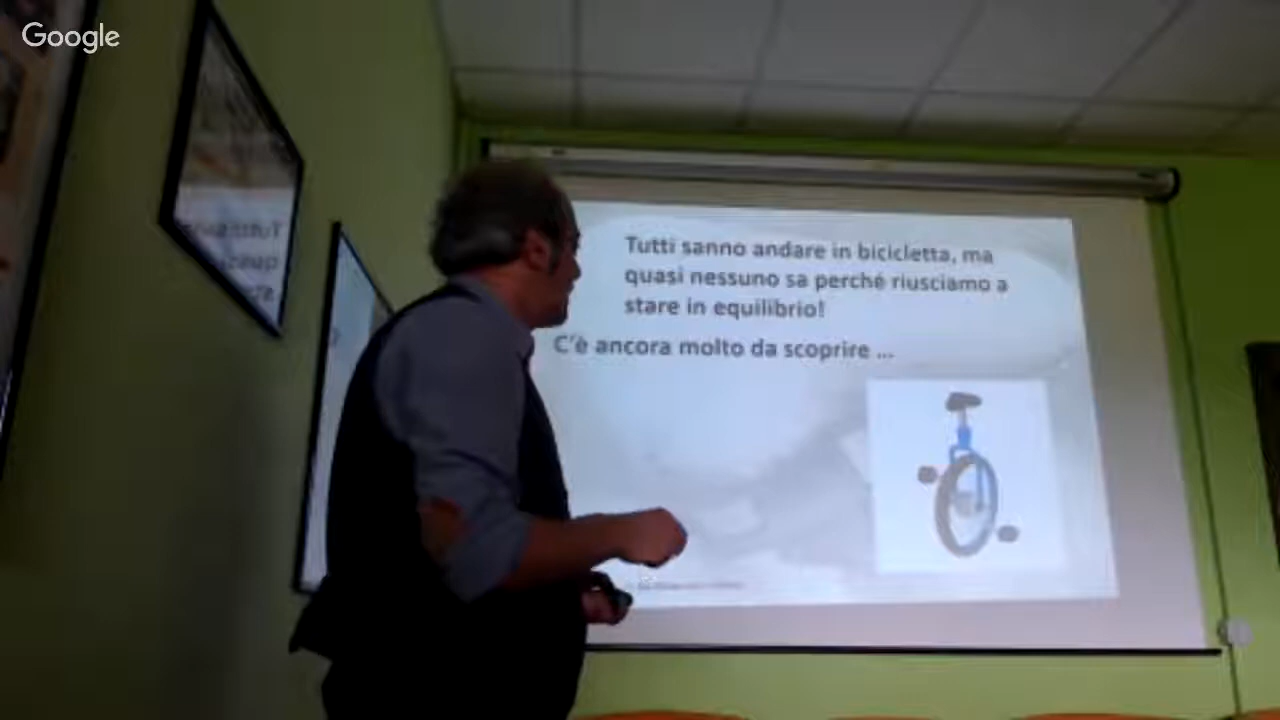 Google
Tutti sanno andare in bicicletta, ma
quasi nessuno sa perché riusciamo a
stare in equilibrio!
C'è ancora molto da scoprire ...